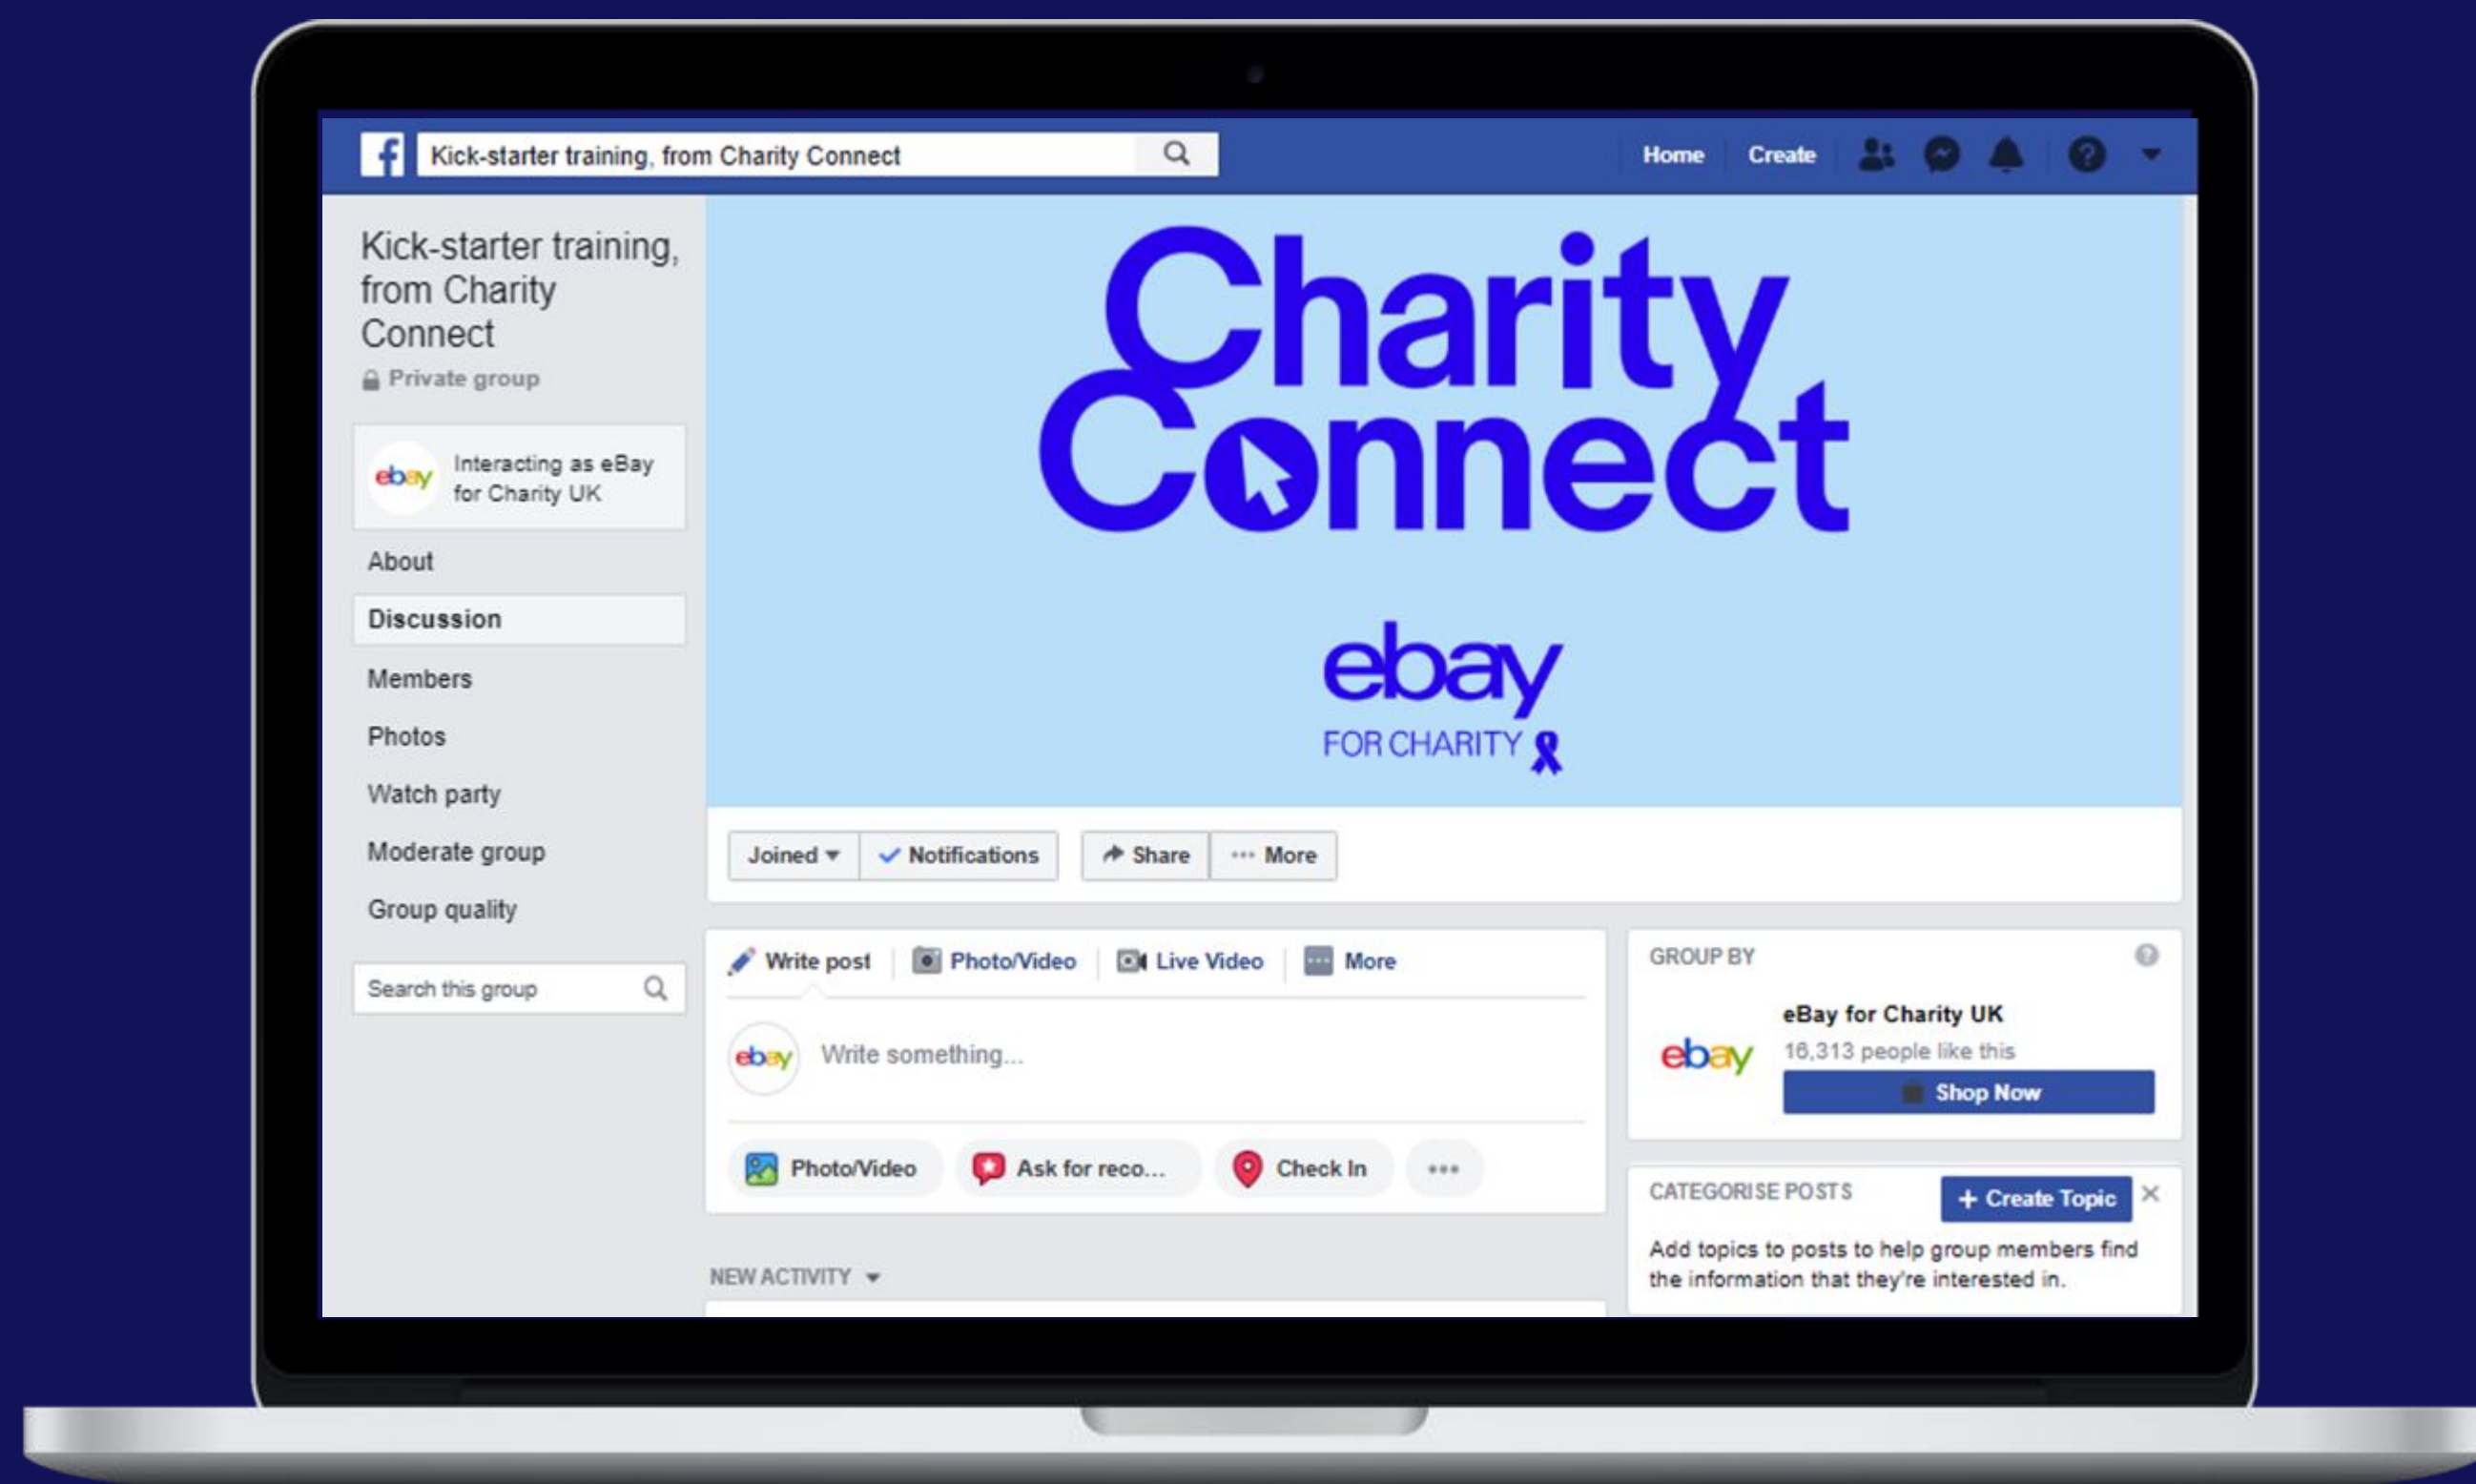 Kick-starter training, from Charity Connect
Home
Create
Kick-starter training,
from Charity
Connect
Private group
ebay
Interacting as eBay
for Charity UK
About
Discussion
Members
Photos
Watch party
Moderate group
Group quality
Search this group
Charity
Connect
ebay
FOR CHARITY
Joined
Notifications
Share
More
Write post
Photo/Video
Live Video
More
ebay
Write something...
Photo/Video
Ask for reco...
Check In
NEW ACTIVITY
GROUP BY
ebay
eBay for Charity UK
16,313 people like this
Shop Now
CATEGORISE POSTS
+ Create Topic
Add topics to posts to help group members find
the information that they're interested in.